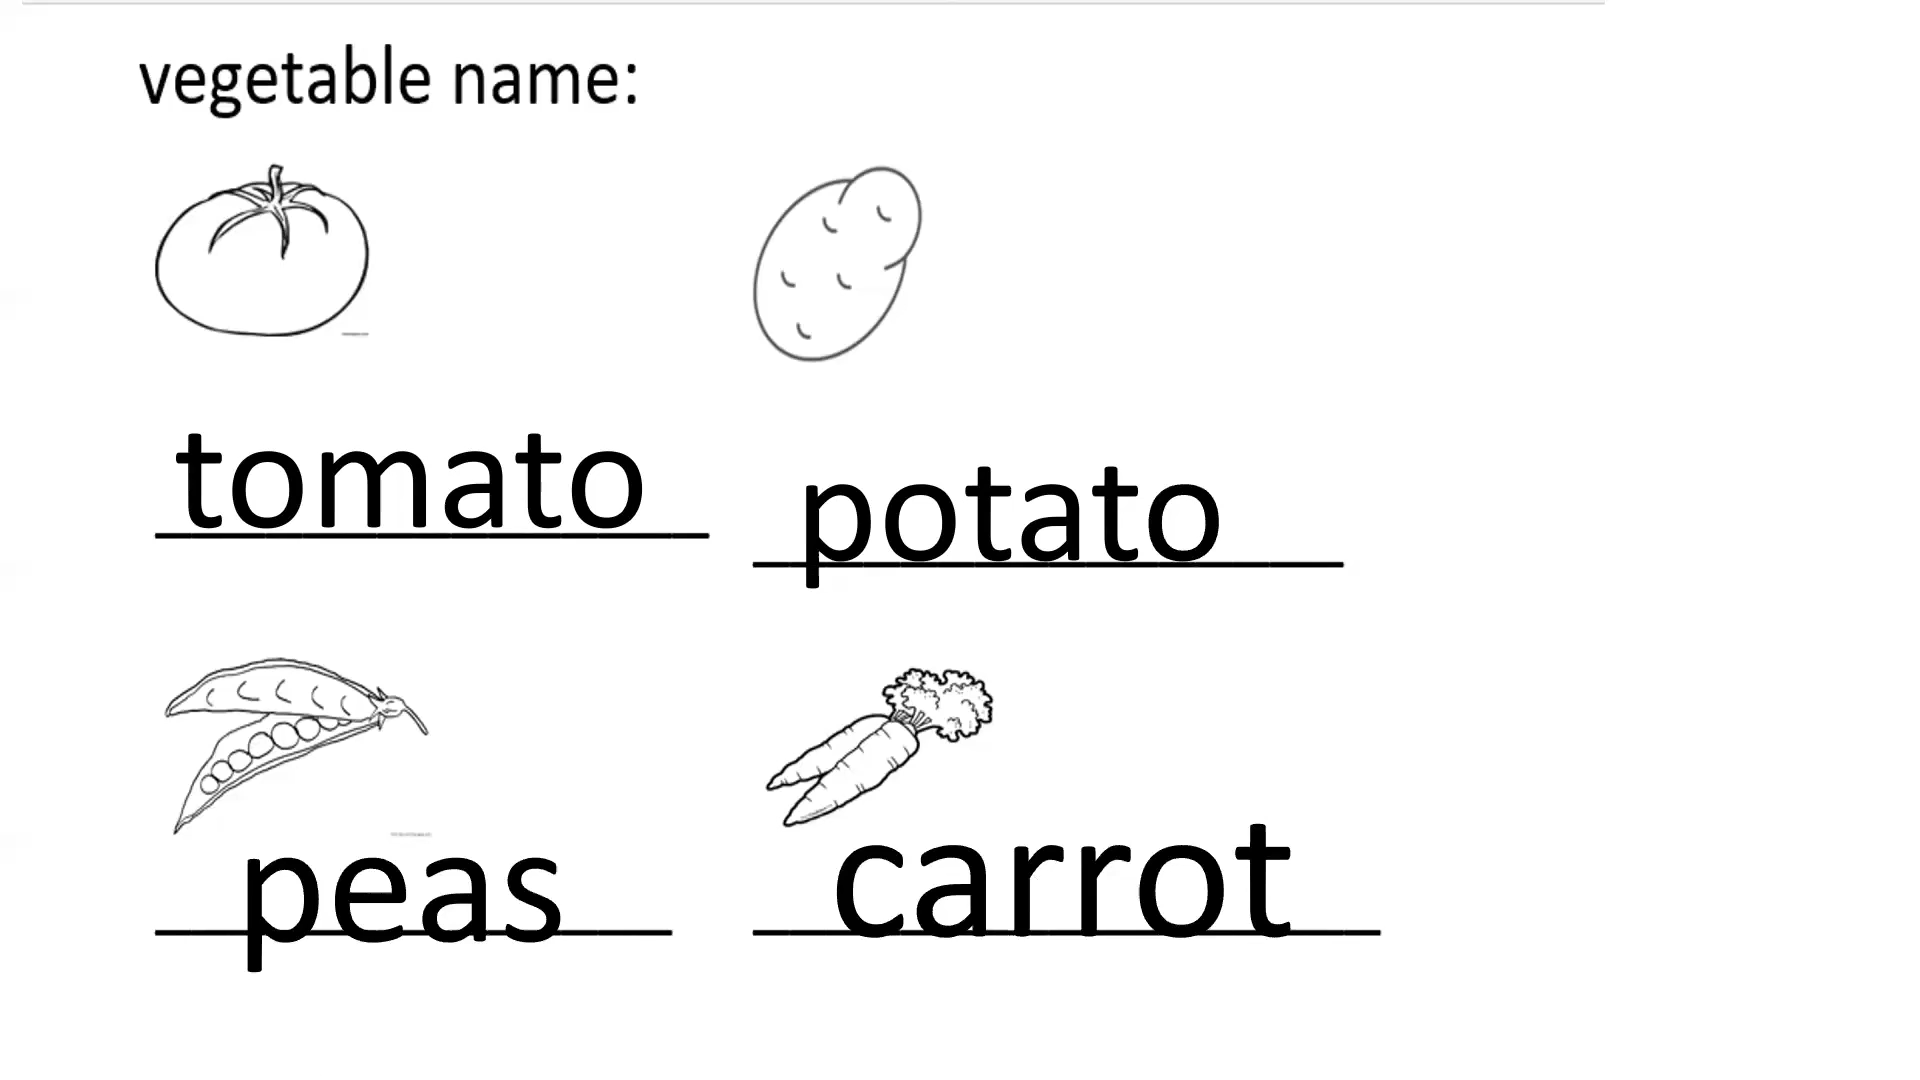 vegetable name:
tomato
potato
peas
carrot